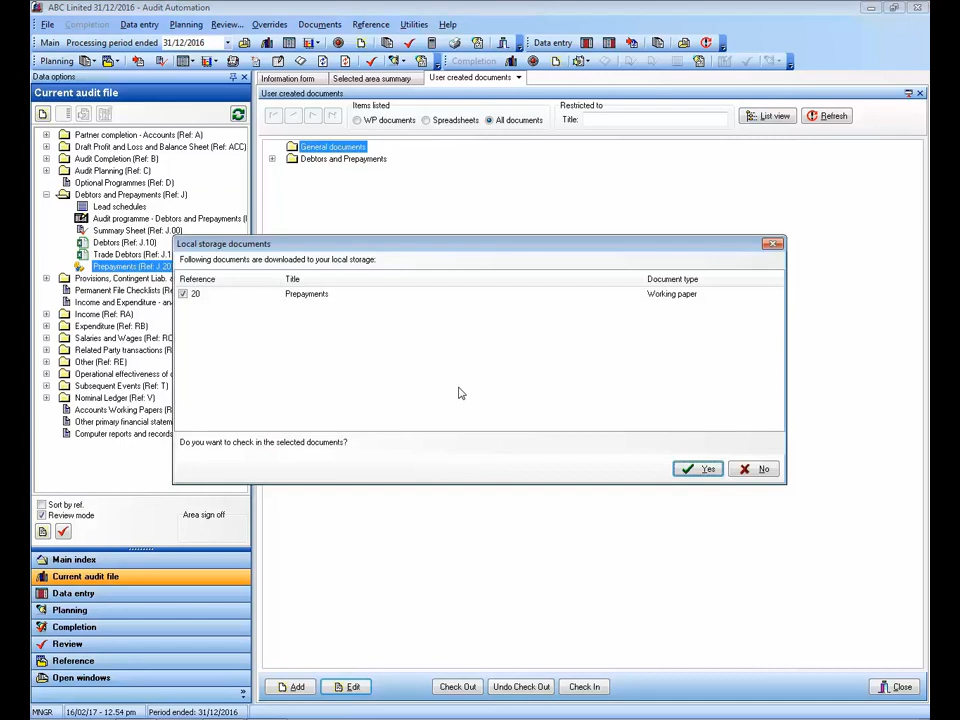 ABC Limited 31/12/2016 - Audit Automation
File Completion Data entry Planning Review... Overrides Documents Reference Utilities Help
Main Processing period ended 31/12/2016 Data entry
Planning Completion
Data options
Current audit file
Information form Selected area summary User created documents
User created documents
Items listed
WP documents Spreadsheets All documents
Restricted to
Title:
List view Refresh
Partner completion - Accounts (Ref: A)
Draft Profit and Loss and Balance Sheet (Ref: ACC)
Audit Completion (Ref: B)
Audit Planning (Ref: C)
Optional Programmes (Ref: D)
Debtors and Prepayments (Ref: J)
Lead schedules
Audit programme - Debtors and Prepayments (
Summary Sheet (Ref: J.00)
Debtors (Ref: J.10)
Trade Debtors (Ref: J.1
Prepayments (Ref: J.20
Provisions, Contingent Liab.
Permanent File Checklists (Re
Income and Expenditure - ana
Income (Ref: RA)
Expenditure (Ref: RB)
Salaries and Wages (Ref: RC
Related Party transactions (R
Other (Ref: RE)
Operational effectiveness of c
Subsequent Events (Ref: T)
Nominal Ledger (Ref: V)
Accounts Working Papers (R
Other primary financial statem
Computer reports and records
General documents
Debtors and Prepayments
Local storage documents
Following documents are downloaded to your local storage:
Reference Title Document type
20 Prepayments Working paper
Do you want to check in the selected documents?
Yes No
Sort by ref.
Review mode
Area sign off
Main index
Current audit file
Data entry
Planning
Completion
Review
Reference
Open windows
Add Edit Check Out Undo Check Out Check In Close
MNGR 16/02/17 - 12.54 pm Period ended: 31/12/2016